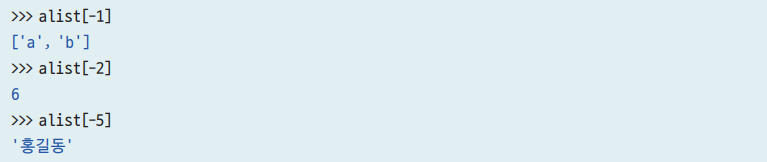 >>> alist[-1]
['a', 'b']
>>> alist[-2]
6
>>> alist[-5]
'홍길동'